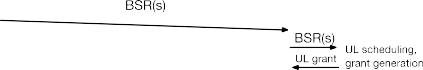 BSR(s)
BSR(s)
UL grant
UL scheduling,
grant generation